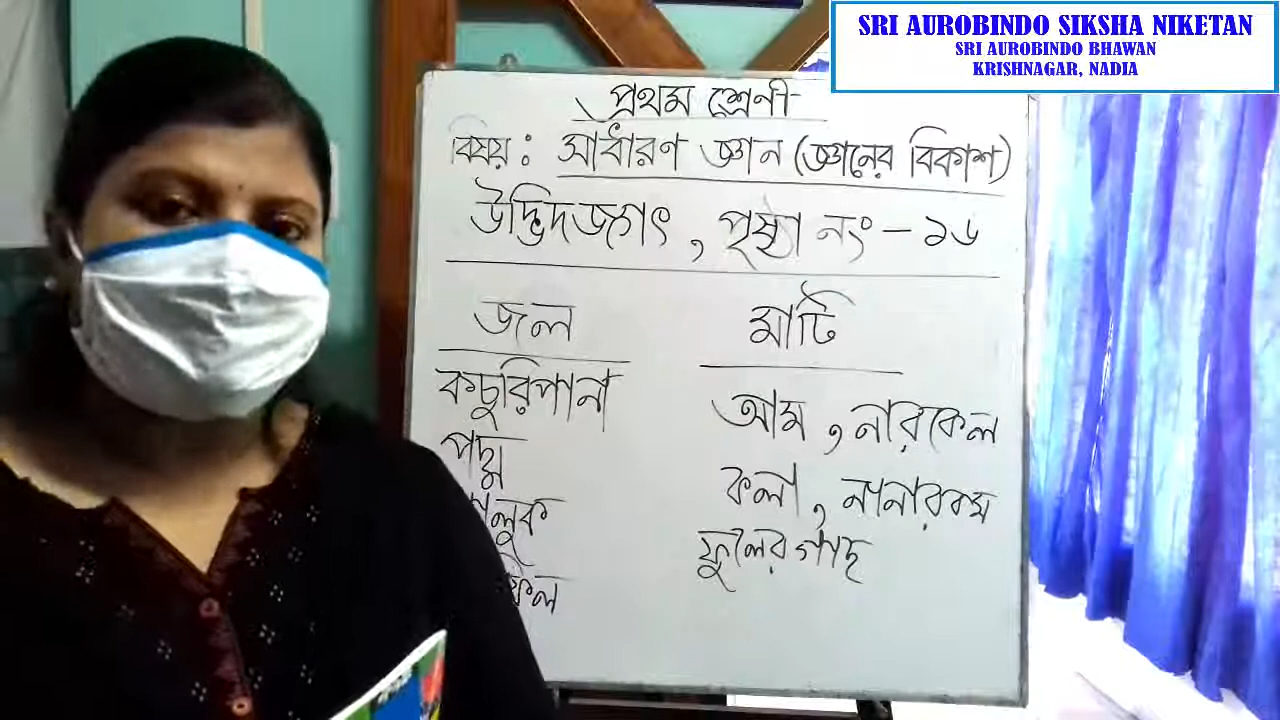 SRI AUROBINDO SIKSHA NIKETAN
SRI AUROBINDO BHAWAN
KRISHNAGAR, NADIA
প্রথম শ্রেণী
বিষয়: সাধারণ জ্ঞান (জ্ঞানের বিকাশ)
উদ্ভিদজগৎ, পৃষ্ঠা নং - ১৬
জল
কচুরিপানা
পদ্ম
মাটি
আম, নারকেল
কলা, নানারকম
ফুলের গাছ